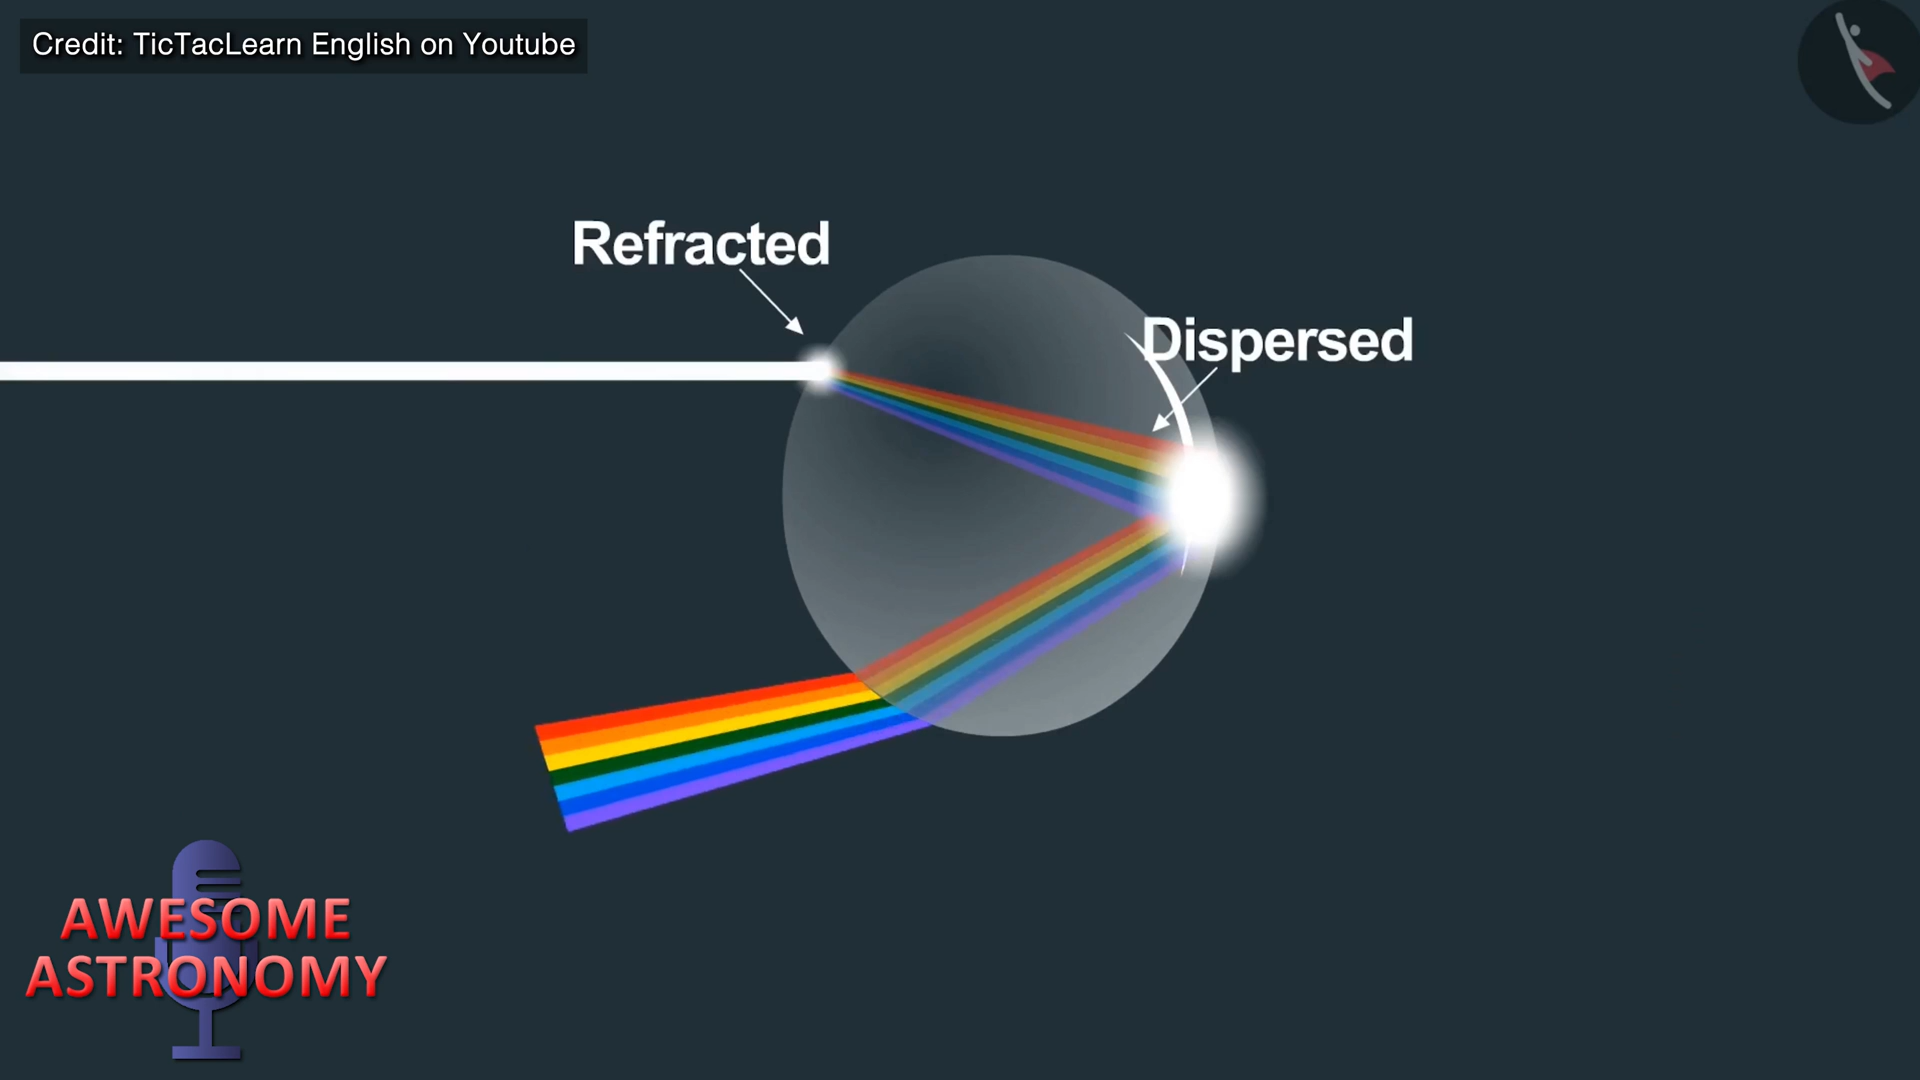 Credit: TicTacLearn English on Youtube
Refracted
Dispersed
AWESOME
ASTRONOMY